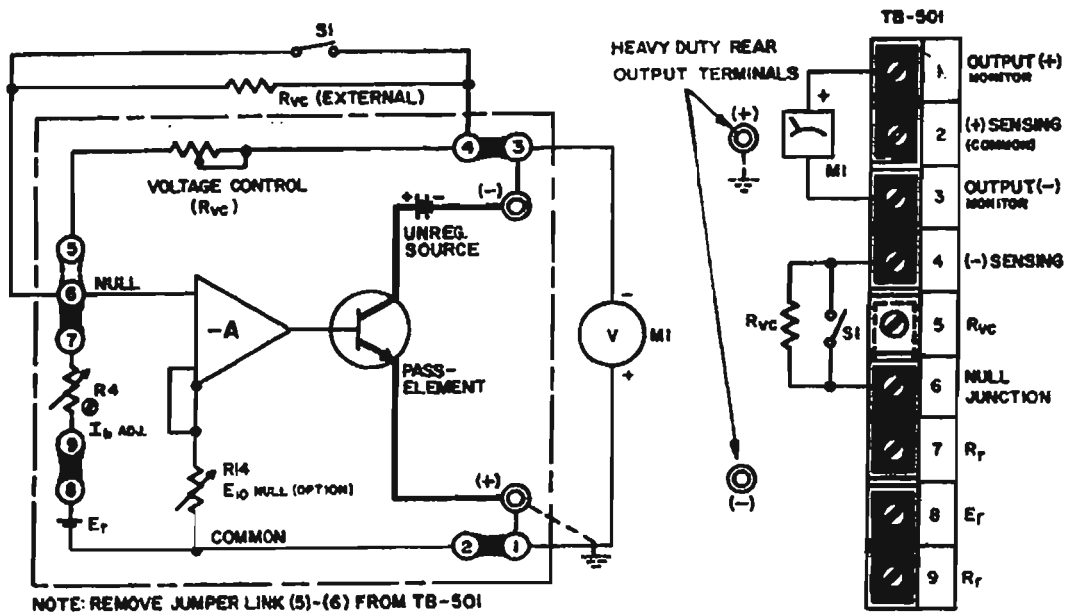 TB-501
S1
HEAVY DUTY REAR
OUTPUT TERMINALS
RVC (EXTERNAL)
4
3
VOLTAGE CONTROL
(RVC)
(-)
+ -
UNREG.
SOURCE
5
6
NULL
7
-A
PASS-
ELEMENT
R4
Ib ADJ.
9
8
Er
R14
Eio NULL (OPTION)
COMMON
(+)
2
1
-
V
M1
+
NOTE: REMOVE JUMPER LINK (5)-(6) FROM TB-501
(+)
(-)
+
M1
RVC
S1
1 OUTPUT (+)
MONITOR
2 (+) SENSING
(COMMON)
3 OUTPUT (-)
MONITOR
4 (-) SENSING
5 RVC
6 NULL
JUNCTION
7 Rr
8 Er
9 Rr